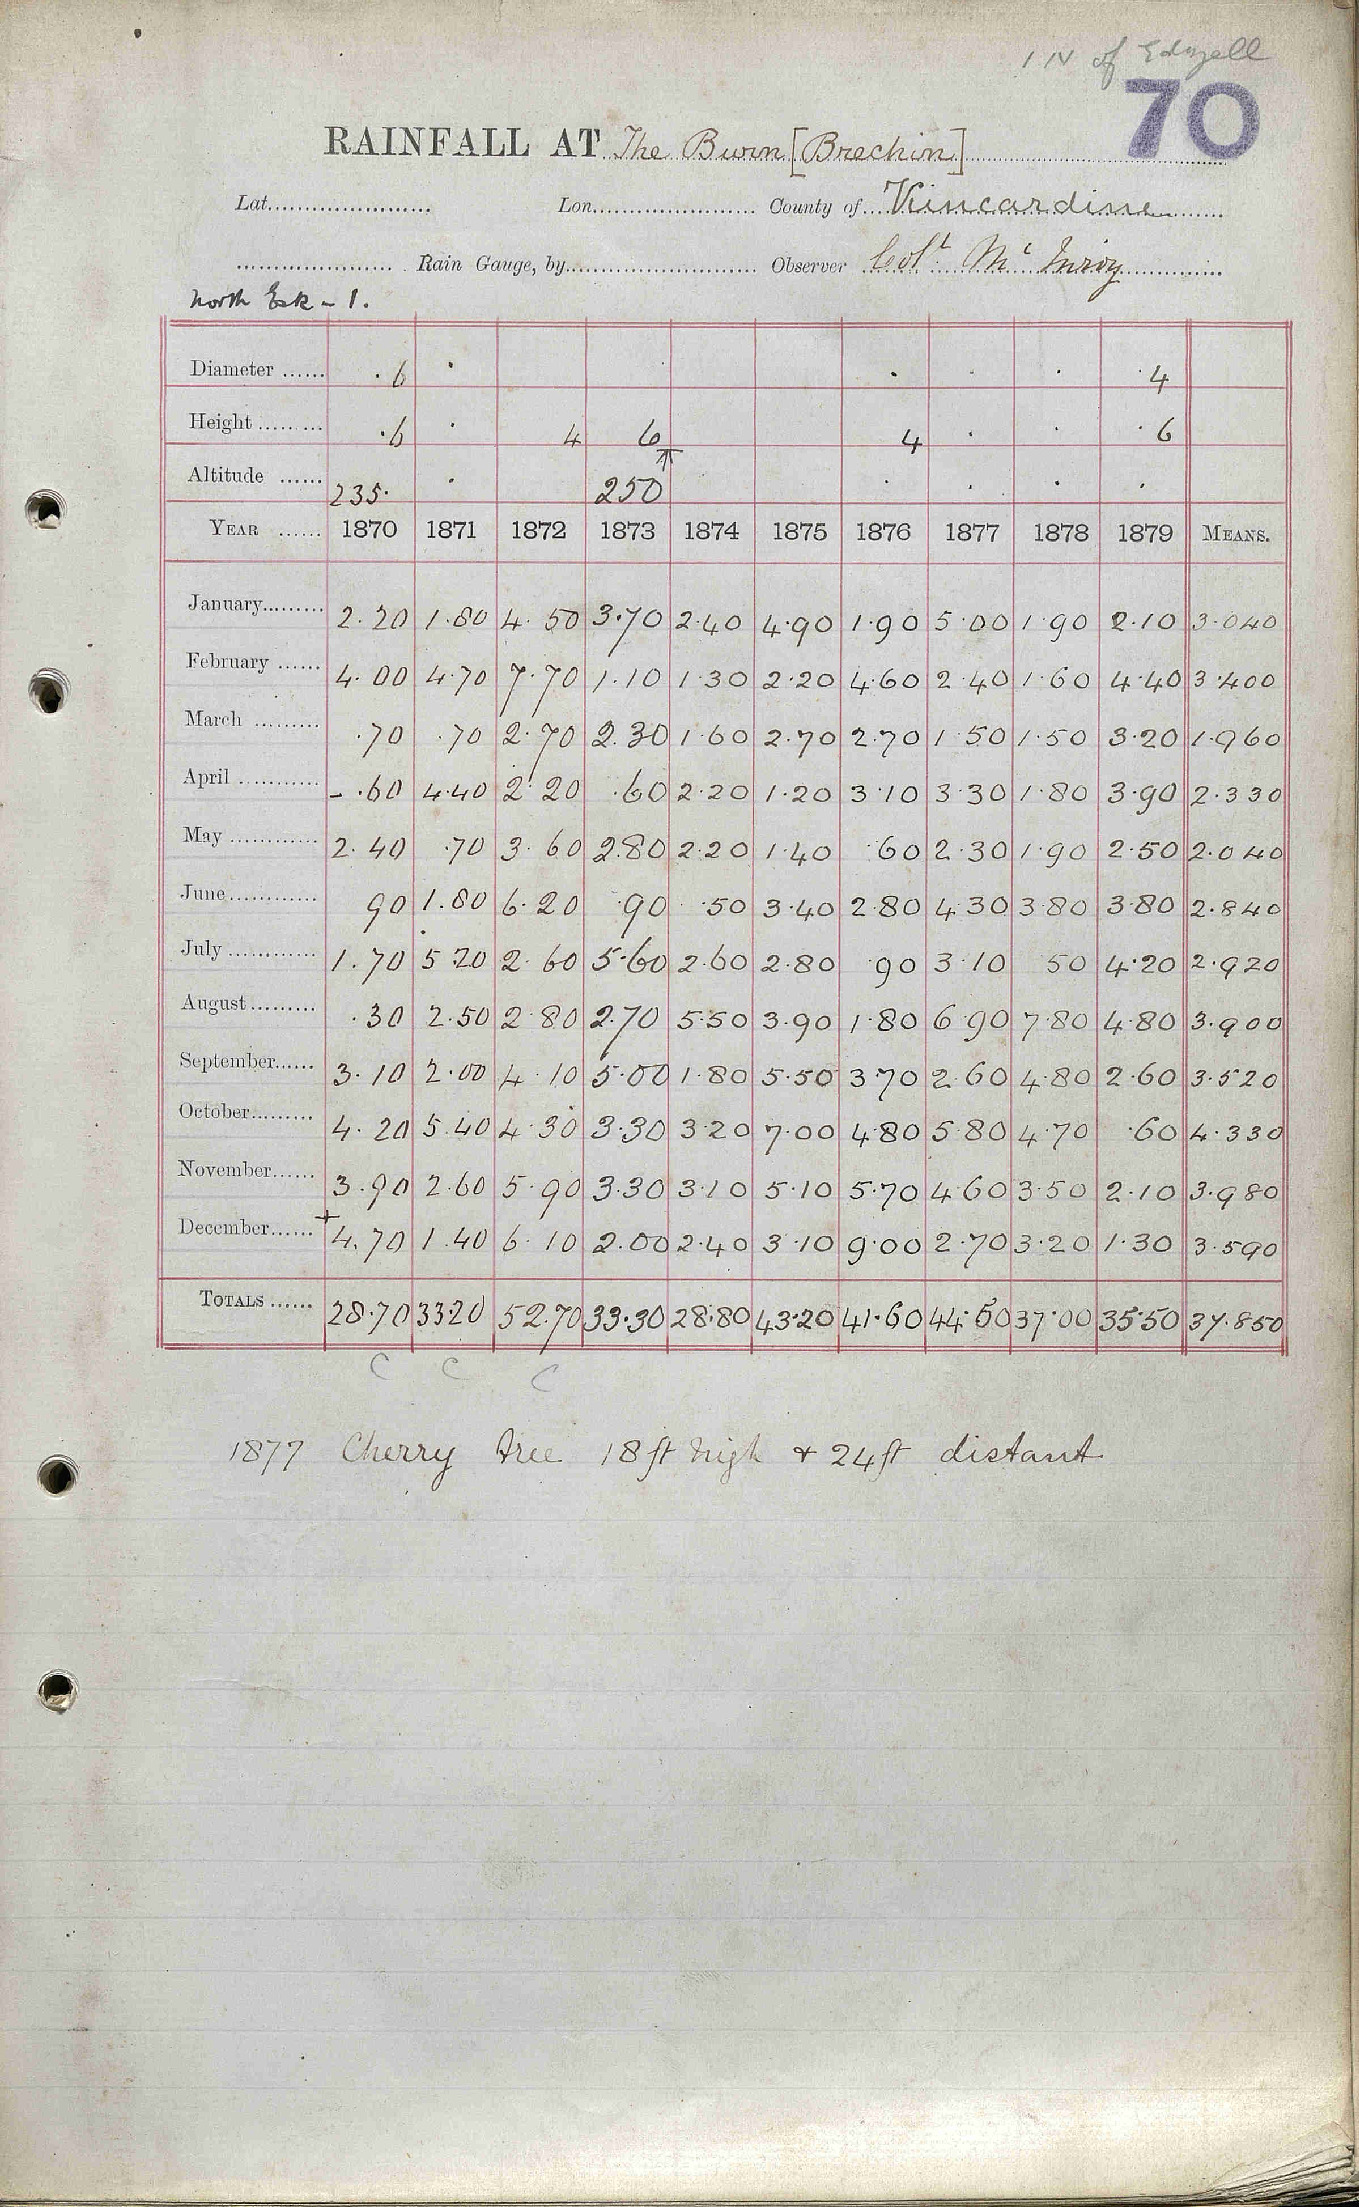 1 N of Edzell
70
RAINFALL AT The Burn [Brechin]
Lat. Lon. County of Kincardine
Rain Gauge, by Observer Colˡ Mᶜ Inroy
North Esk - 1.
Diameter ...... .6 · · · · · 4
Height ......... .6 · 4 6 4 · · · 6
Altitude ...... 235· · 250 · · · ·
YEAR ...... 1870 1871 1872 1873 1874 1875 1876 1877 1878 1879 MEANS.
January......... 2.20 1.80 4.50 3.70 2.40 4.90 1.90 5.00 1.90 2.10 3.040
February ...... 4.00 4.70 7.70 1.10 1.30 2.20 4.60 2.40 1.60 4.40 3.400
March ......... .70 .70 2.70 2.30 1.60 2.70 2.70 1.50 1.50 3.20 1.960
April ............ - .60 4.40 2.20 .60 2.20 1.20 3.10 3.30 1.80 3.90 2.330
May ............ 2.40 .70 3.60 2.80 2.20 1.40 .60 2.30 1.90 2.50 2.040
June............ 90 1.80 6.20 .90 .50 3.40 2.80 4.30 3.80 3.80 2.840
July ............ 1.70 5.20 2.60 5.60 2.60 2.80 .90 3.10 50 4.20 2.920
August......... .30 2.50 2.80 2.70 5.50 3.90 1.80 6.90 7.80 4.80 3.900
September...... 3.10 2.00 4.10 5.00 1.80 5.50 3.70 2.60 4.80 2.60 3.520
October......... 4.20 5.40 4.30 3.30 3.20 7.00 4.80 5.80 4.70 .60 4.330
November...... 3.90 2.60 5.90 3.30 3.10 5.10 5.70 4.60 3.50 2.10 3.980
December...... + 4.70 1.40 6.10 2.00 2.40 3.10 9.00 2.70 3.20 1.30 3.590
TOTALS ...... 28.70 33.20 52.70 33.30 28.80 43.20 41.60 44.50 37.00 35.50 37.850
C C C
1877 Cherry tree 18 ft high + 24 ft distant